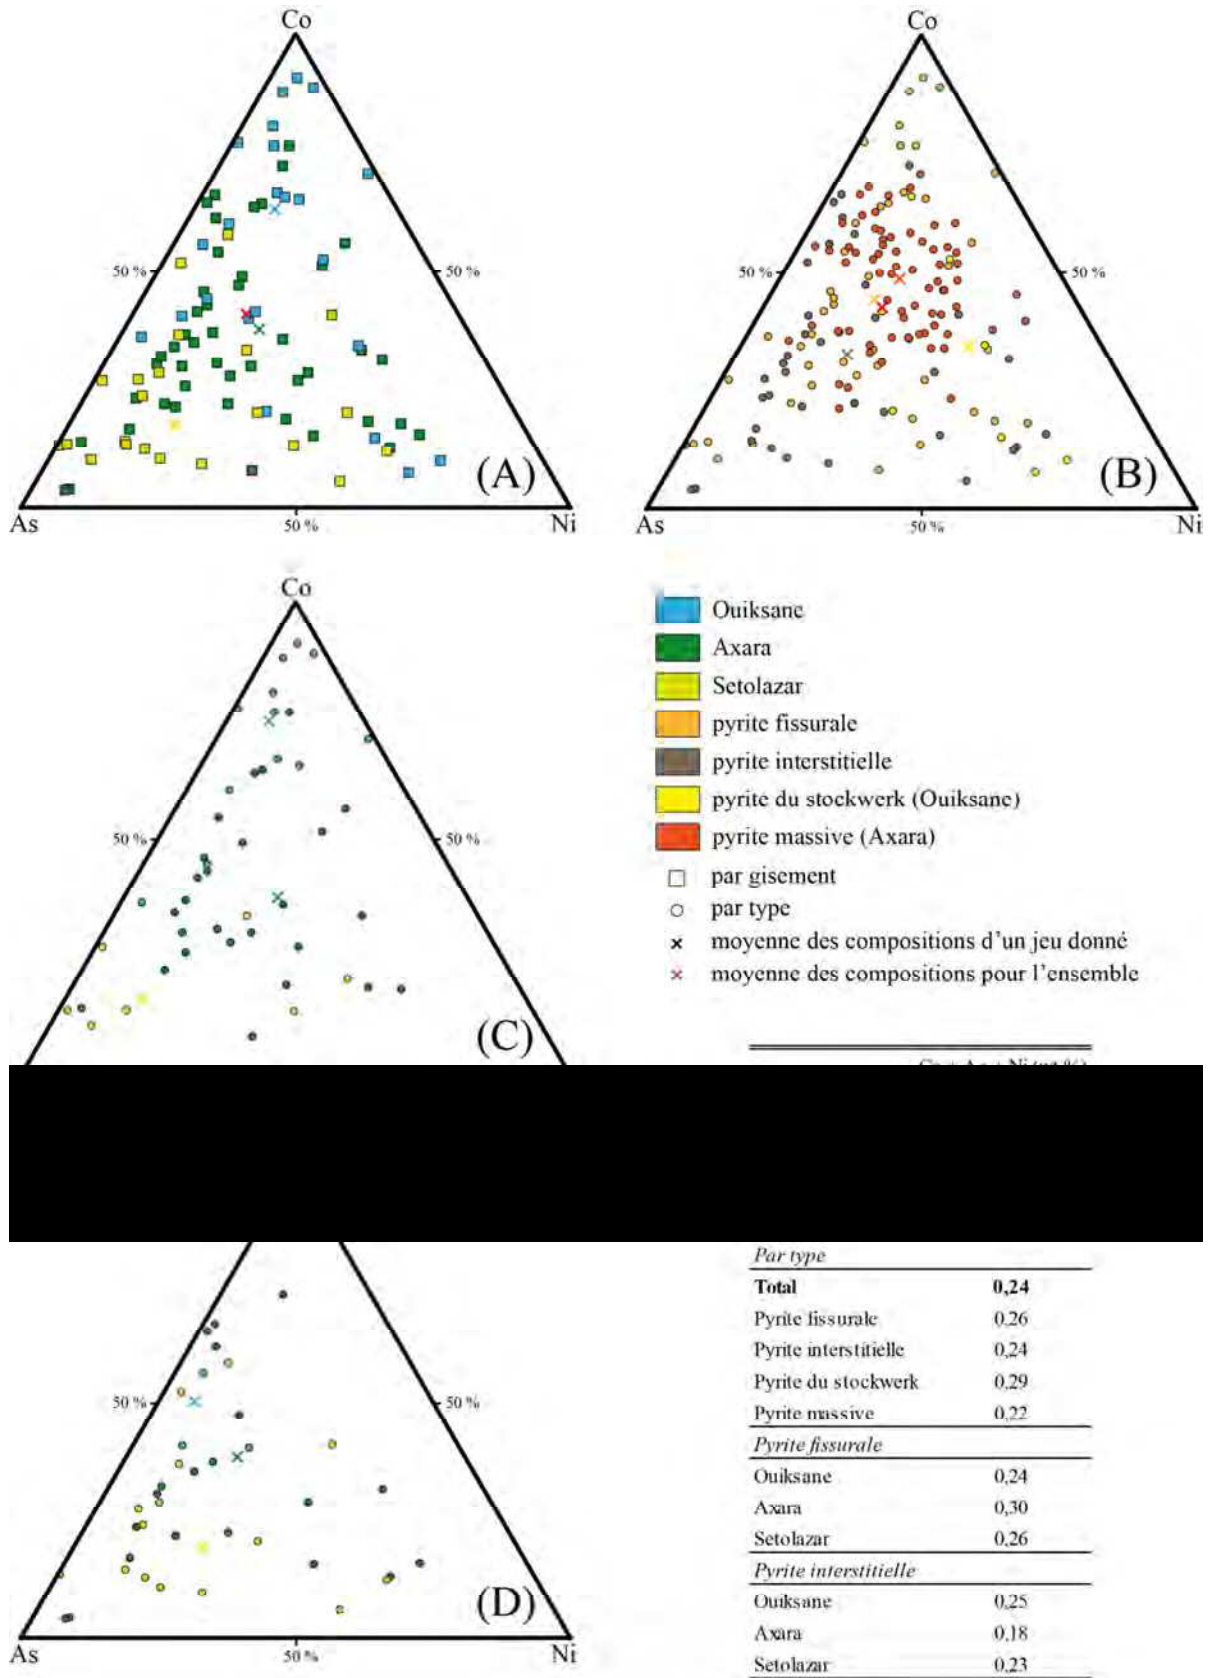 Co
Co
50 %
50 %
50 %
50 %
(A)
(B)
As
50 %
Ni
As
50 %
Ni
Co
Ouiksane
Axara
Setolazar
pyrite fissurale
pyrite interstitielle
pyrite du stockwerk (Ouiksane)
50 %
50 %
pyrite massive (Axara)
par gisement
par type
moyenne des compositions d'un jeu donné
moyenne des compositions pour l'ensemble
(C)
Par type
Total 0,24
Pyrite fissurale 0,26
Pyrite interstitielle 0,24
Pyrite du stockwerk 0,29
50 %
50 %
Pyrite massive 0,22
Pyrite fissurale
Ouiksane 0,24
Axara 0,30
Setolazar 0,26
Pyrite interstitielle
Ouiksane 0,25
(D)
Axara 0,18
As
50 %
Ni
Setolazar 0,23